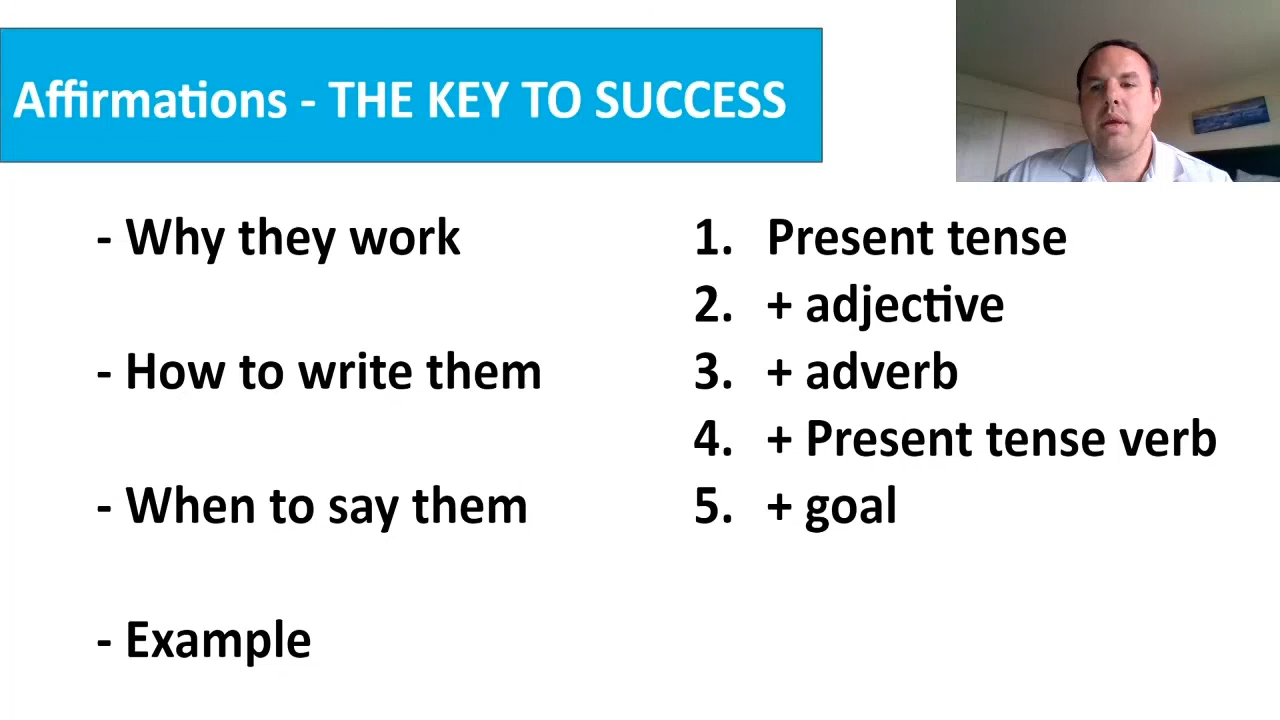 Affirmations - THE KEY TO SUCCESS
- Why they work
- How to write them
- When to say them
- Example
1. Present tense
2. + adjective
3. + adverb
4. + Present tense verb
5. + goal